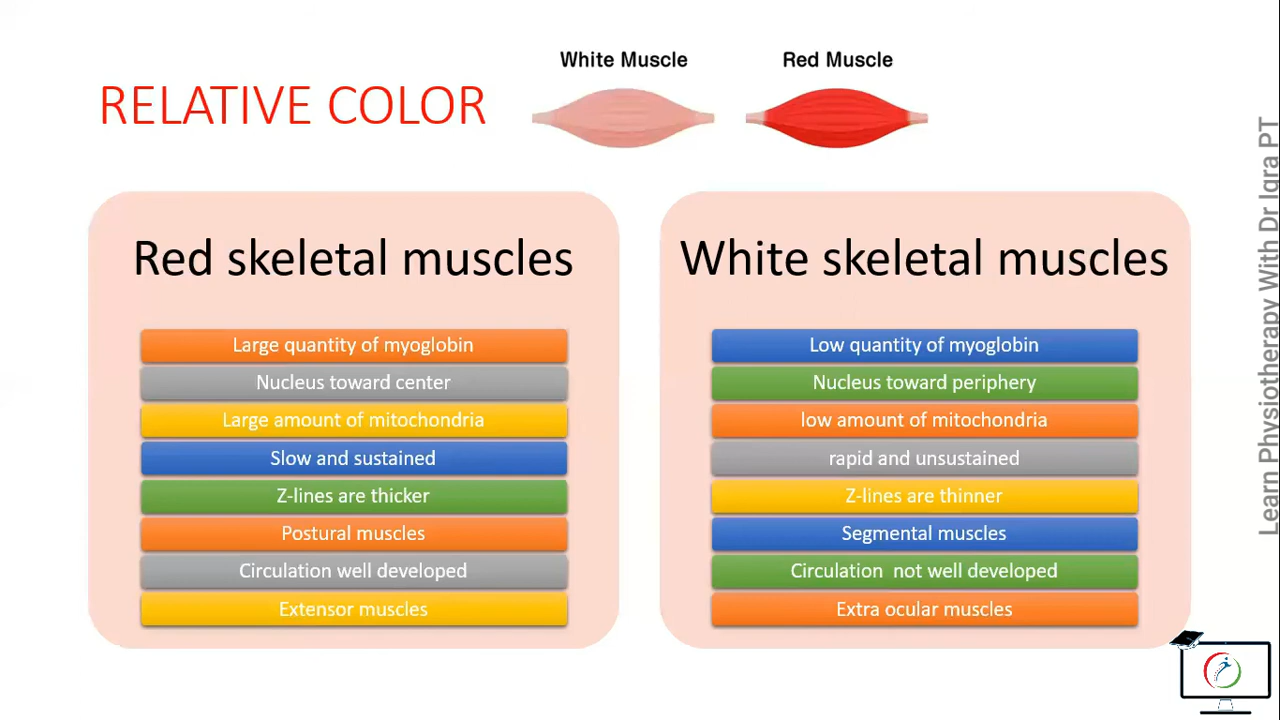 RELATIVE COLOR
White Muscle
Red Muscle
Red skeletal muscles
Large quantity of myoglobin
Nucleus toward center
Large amount of mitochondria
Slow and sustained
Z-lines are thicker
Postural muscles
Circulation well developed
Extensor muscles
White skeletal muscles
Low quantity of myoglobin
Nucleus toward periphery
low amount of mitochondria
rapid and unsustained
Z-lines are thinner
Segmental muscles
Circulation  not well developed
Extra ocular muscles
Learn Physiotherapy With Dr Iqra PT